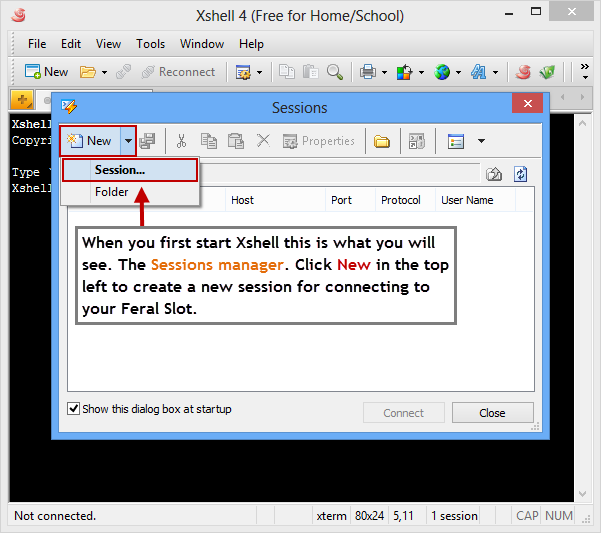 Xshell 4 (Free for Home/School)
File Edit View Tools Window Help
New Reconnect
Xshell
Type
Xshell
Sessions
New Properties
Session...
Folder
Host Port Protocol User Name
When you first start Xshell this is what you will
see. The Sessions manager. Click New in the top
left to create a new session for connecting to
your Feral Slot.
Show this dialog box at startup Connect Close
Not connected. xterm 80x24 5,11 1 session CAP NUM